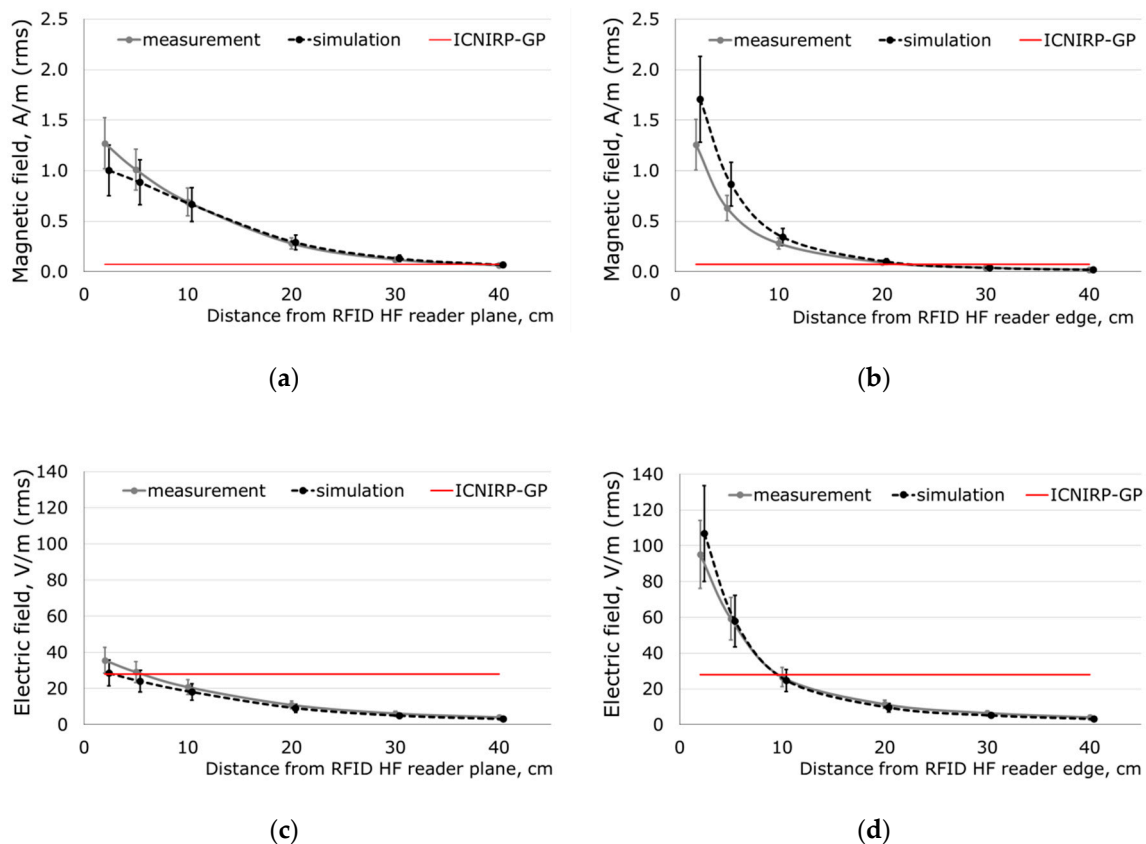 2.5
measurement simulation ICNIRP-GP
2.0
1.5
1.0
0.5
0.0
0 10 20 30 40
Magnetic field, A/m (rms)
Distance from RFID HF reader plane, cm
(a)
2.5
measurement simulation ICNIRP-GP
2.0
1.5
1.0
0.5
0.0
0 10 20 30 40
Magnetic field, A/m (rms)
Distance from RFID HF reader edge, cm
(b)
140
measurement simulation ICNIRP-GP
120
100
80
60
40
20
0
0 10 20 30 40
Electric field, V/m (rms)
Distance from RFID HF reader plane, cm
(c)
140
measurement simulation ICNIRP-GP
120
100
80
60
40
20
0
0 10 20 30 40
Electric field, V/m (rms)
Distance from RFID HF reader edge, cm
(d)